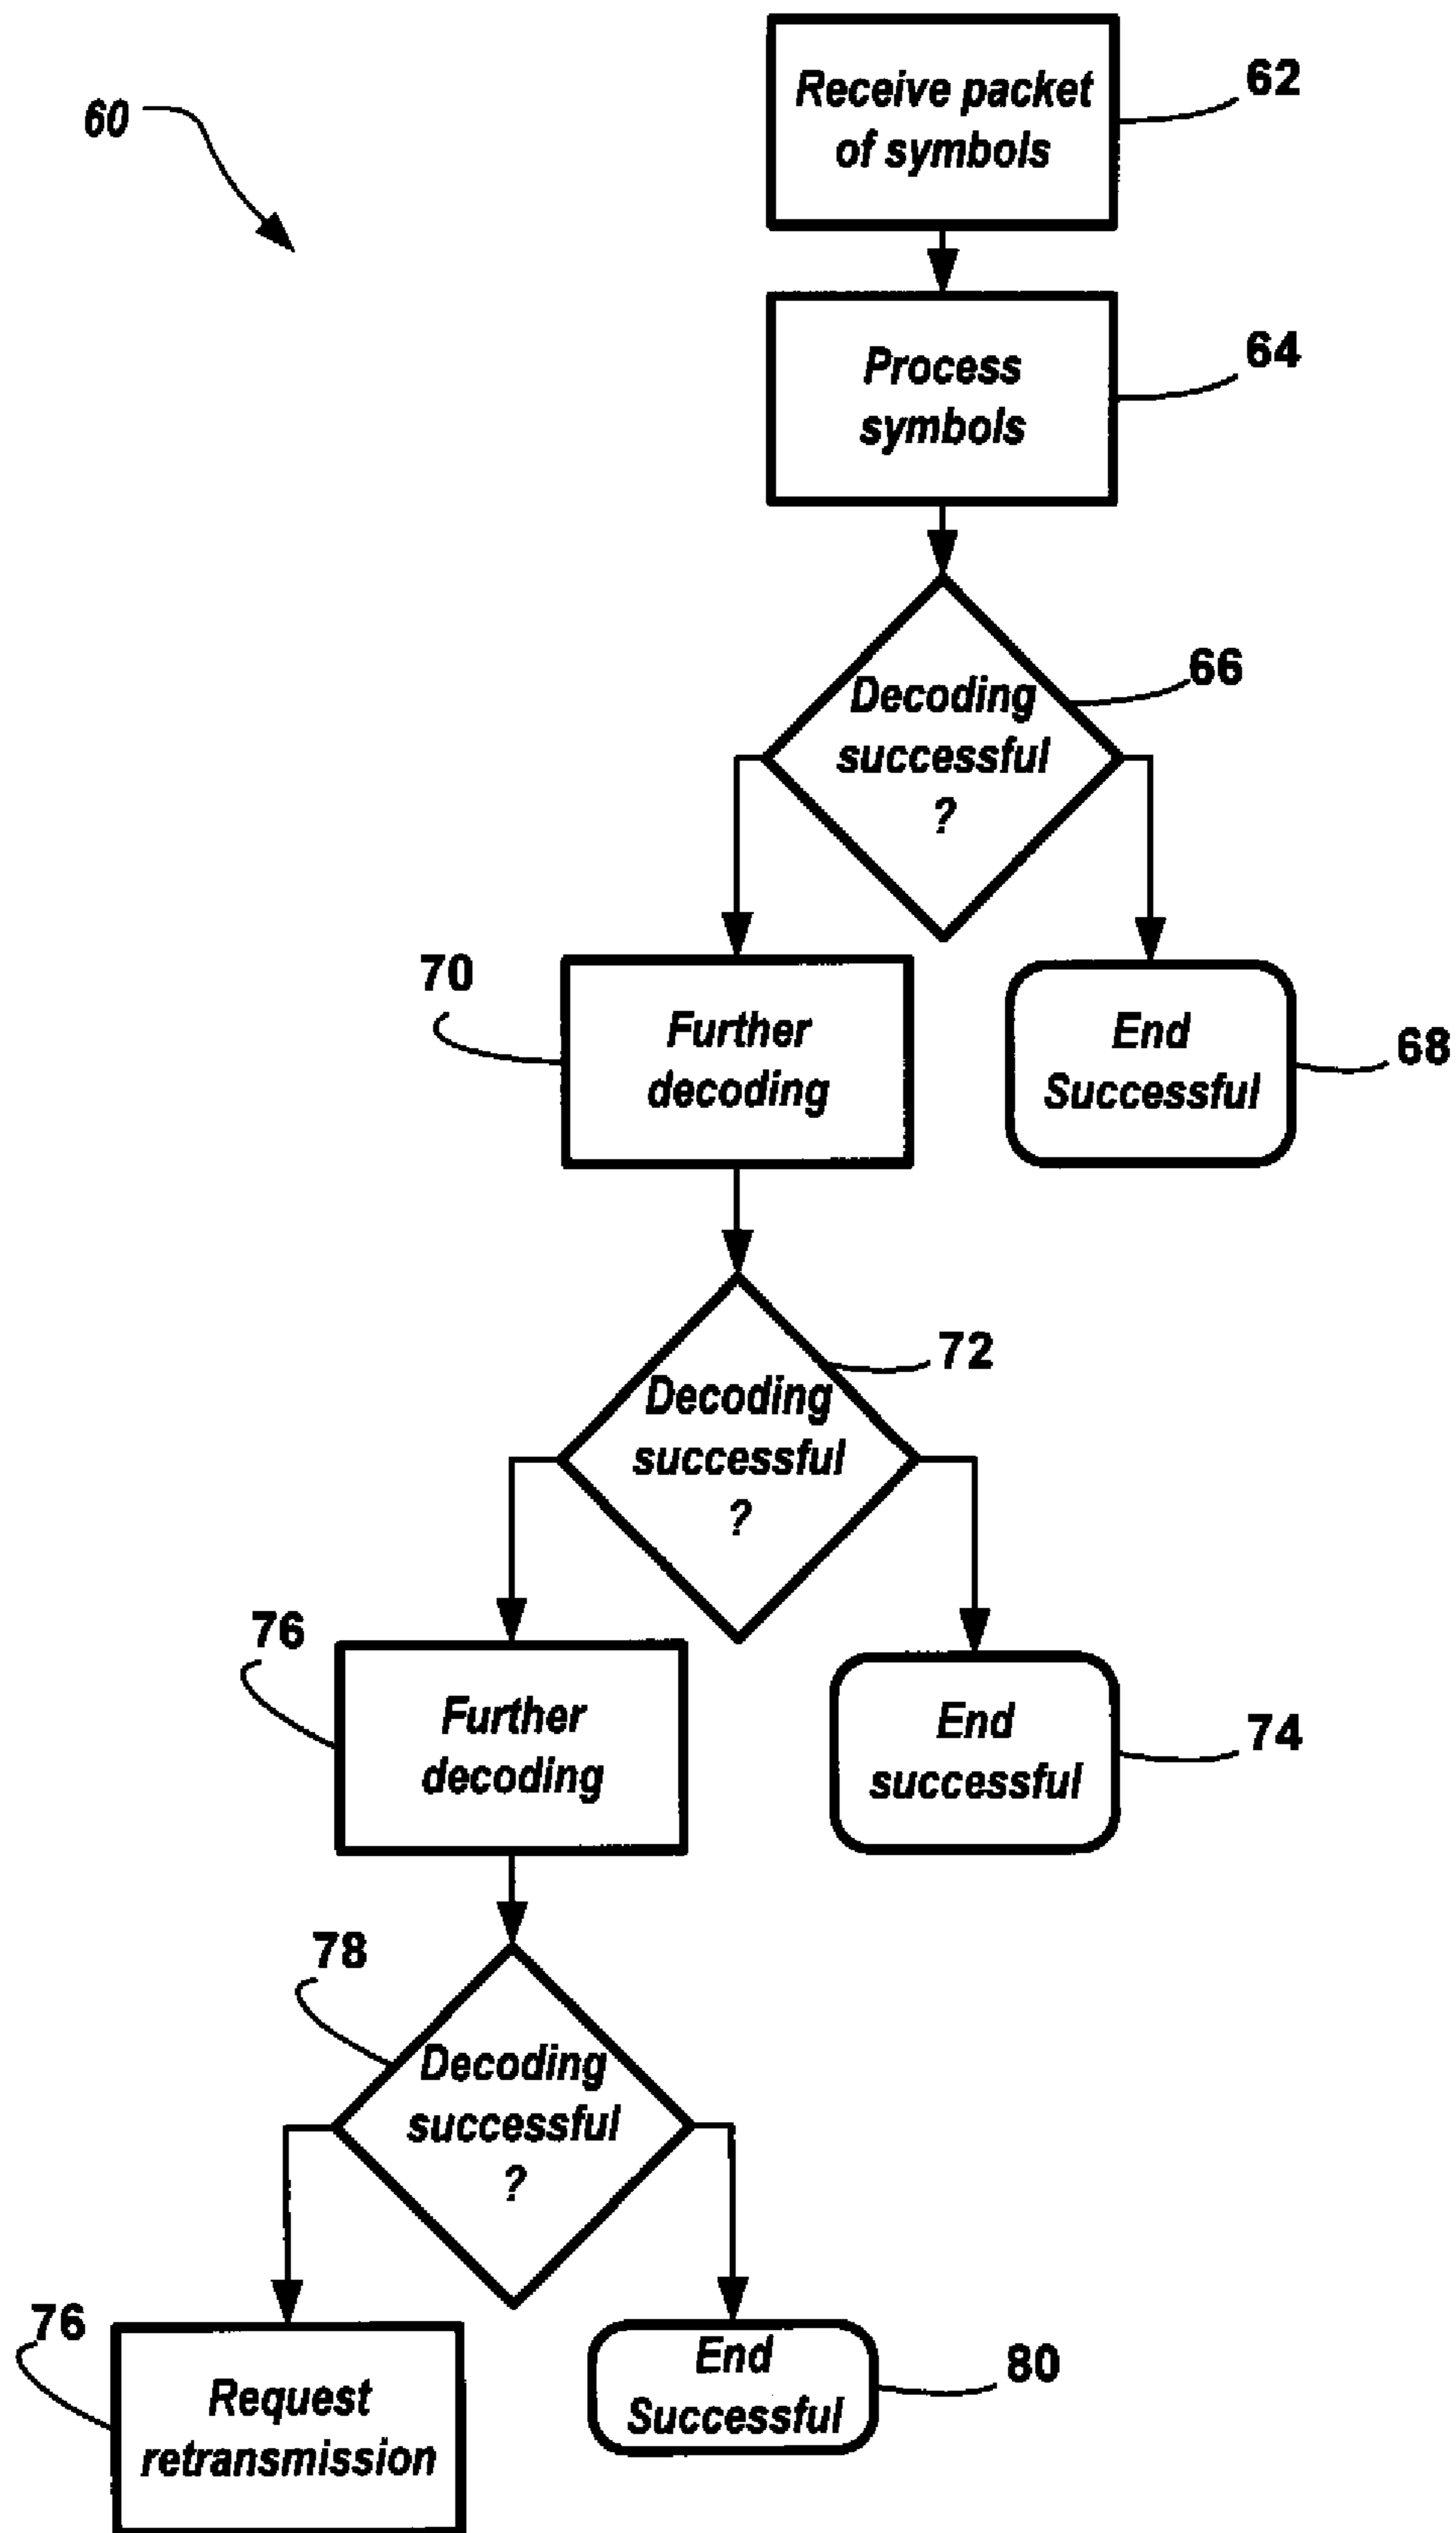 60
Receive packet
of symbols
62
Process
symbols
64
Decoding
successful
?
66
70
Further
decoding
End
Successful
68
Decoding
successful
?
72
76
Further
decoding
End
successful
74
78
Decoding
successful
?
76
Request
retransmission
End
Successful
80